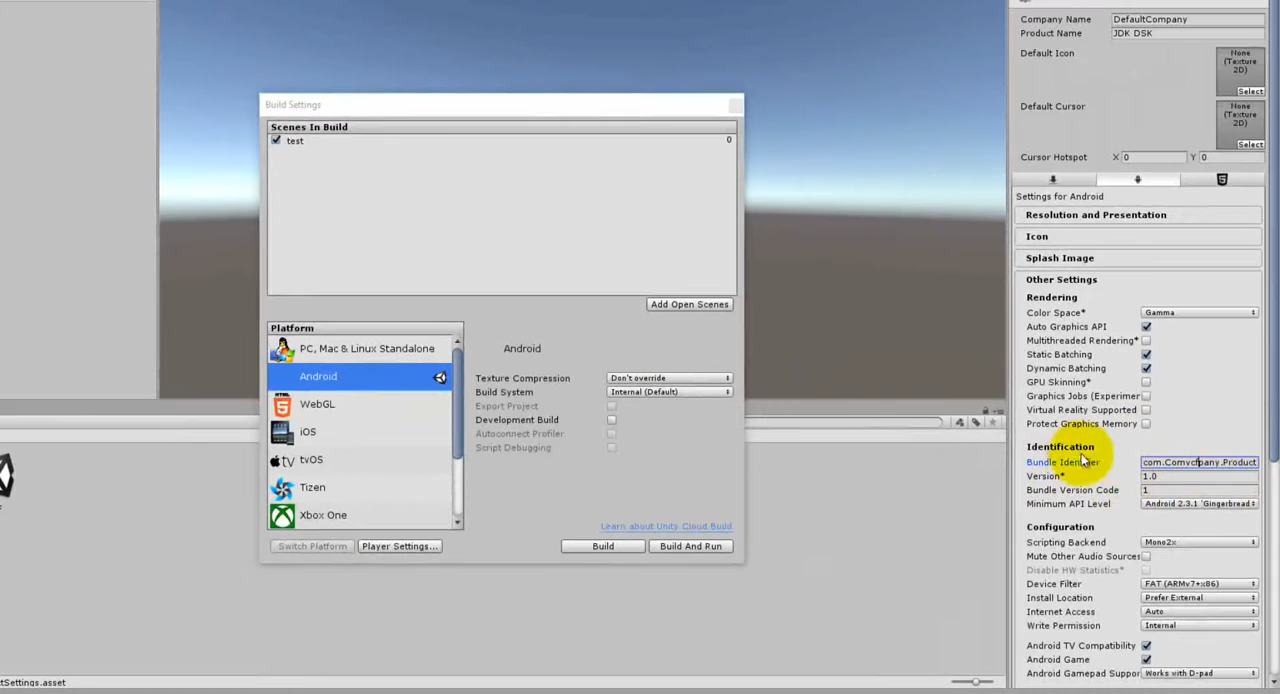 Company Name DefaultCompany
Product Name JDK DSK
Default Icon
None
(Texture
2D)
Select
Default Cursor
None
(Texture
2D)
Select
Cursor Hotspot X 0 Y 0
Settings for Android
Resolution and Presentation
Icon
Splash Image
Other Settings
Rendering
Color Space* Gamma
Auto Graphics API
Multithreaded Rendering*
Static Batching
Dynamic Batching
GPU Skinning*
Graphics Jobs (Experimer
Virtual Reality Supported
Protect Graphics Memory
Identification
Bundle Identifier
Version* 1.0
Bundle Version Code 1
Minimum API Level Android 2.3.1 'Gingerbread
Configuration
Scripting Backend Mono2x
Mute Other Audio Sources
Disable HW Statistics*
Device Filter FAT (ARMv7+x86)
Install Location Prefer External
Internet Access Auto
Write Permission Internal
Android TV Compatibility
Android Game
Android Gamepad Suppor Works with D-pad
Build Settings
Scenes In Build
test 0
Add Open Scenes
Platform
PC, Mac & Linux Standalone
Android
HTML
WebGL
iOS
tv tvOS
Tizen
Xbox One
Android
Texture Compression Don't override
Build System Internal (Default)
Export Project
Development Build
Autoconnect Profiler
Script Debugging
Learn about Unity Cloud Build
Switch Platform Player Settings... Build Build And Run
tSettings.asset